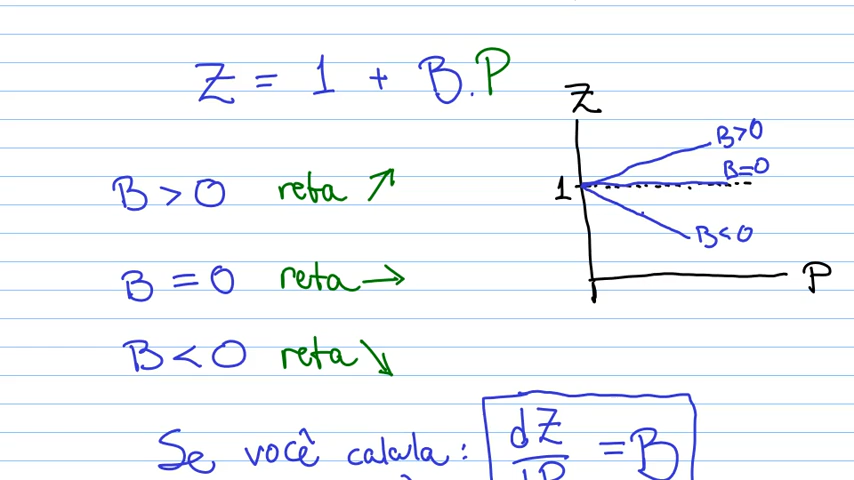 Z = 1 + B.P
Z
B>0
B=0
1
B<0
P
B > 0 reta ↗
B = 0 reta →
B < 0 reta ↘
Se você calcula: dZ/dP = B